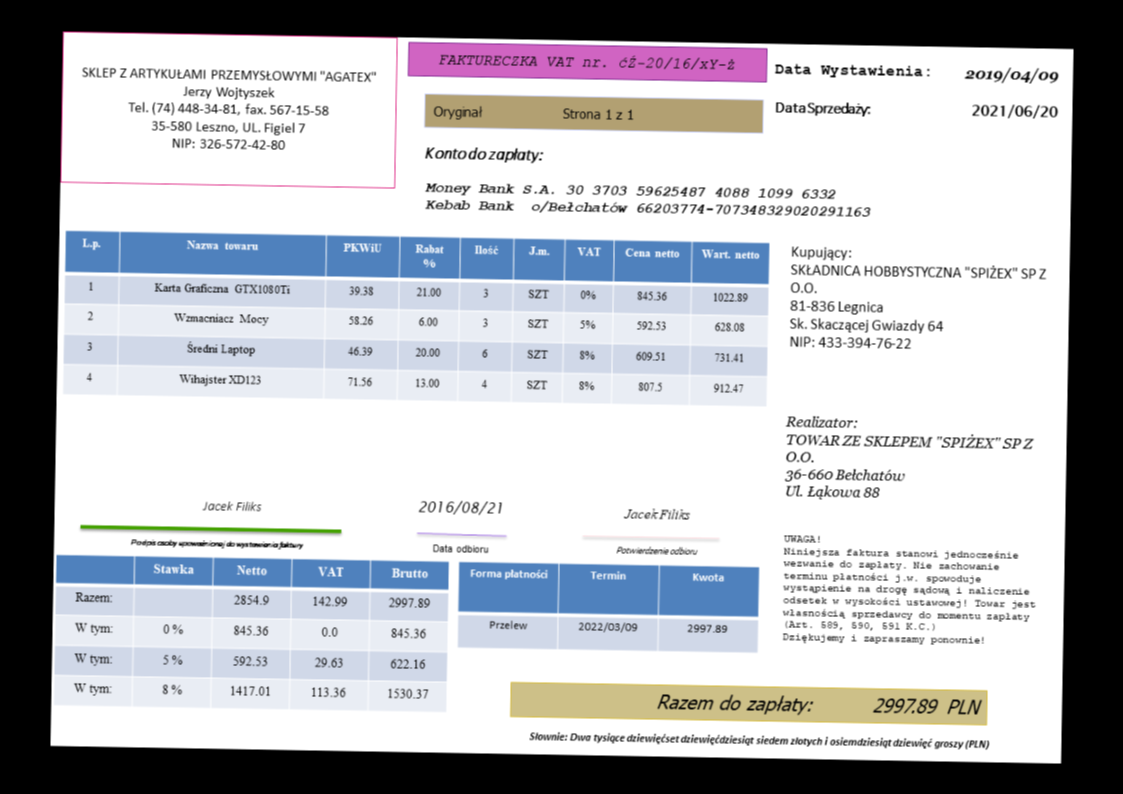 SKLEP Z ARTYKUŁAMI PRZEMYSŁOWYMI "AGATEX"
Jerzy Wojtyszek
Tel. (74) 448-34-81, fax. 567-15-58
35-580 Leszno, UL. Figiel 7
NIP: 326-572-42-80
FAKTURECZKA VAT nr. ćŻ-20/16/xY-ż
Oryginał Strona 1 z 1
Data Wystawienia: 2019/04/09
Data Sprzedaży: 2021/06/20
Konto do zapłaty:
Money Bank S.A. 30 3703 59625487 4088 1099 6332
Kebab Bank o/Bełchatów 66203774-707348329020291163
L.p. Nazwa towaru PKWiU Rabat % Ilość J.m. VAT Cena netto Wart. netto
1 Karta Graficzna GTX1080Ti 39.38 21.00 3 SZT 0% 845.36 1022.89
2 Wzmacniacz Mocy 58.26 6.00 3 SZT 5% 592.53 628.08
3 Średni Laptop 46.39 20.00 6 SZT 8% 609.51 731.41
4 Wihajster XD123 71.56 13.00 4 SZT 8% 807.5 912.47
Kupujący:
SKŁADNICA HOBBYSTYCZNA "SPIŻEX" SP Z
O.O.
81-836 Legnica
Sk. Skaczącej Gwiazdy 64
NIP: 433-394-76-22
Realizator:
TOWAR ZE SKLEPEM "SPIŻEX" SP Z
O.O.
36-660 Bełchatów
Ul. Łąkowa 88
Jacek Filiks
Podpis osoby upoważnionej do wystawienia faktury
2016/08/21
Data odbioru
Jacek Filiks
Potwierdzenie odbioru
Stawka Netto VAT Brutto
Razem: 2854.9 142.99 2997.89
W tym: 0 % 845.36 0.0 845.36
W tym: 5 % 592.53 29.63 622.16
W tym: 8 % 1417.01 113.36 1530.37
Forma płatności Termin Kwota
Przelew 2022/03/09 2997.89
UWAGA!
Niniejsza faktura stanowi jednocześnie
wezwanie do zapłaty. Nie zachowanie
terminu płatności j.w. spowoduje
wystąpienie na drogę sądową i naliczenie
odsetek w wysokości ustawowej! Towar jest
własnością sprzedawcy do momentu zapłaty
(Art. 589, 590, 591 K.C.)
Dziękujemy i zapraszamy ponownie!
Razem do zapłaty: 2997.89 PLN
Słownie: Dwa tysiące dziewięćset dziewięćdziesiąt siedem złotych i osiemdziesiąt dziewięć groszy (PLN)